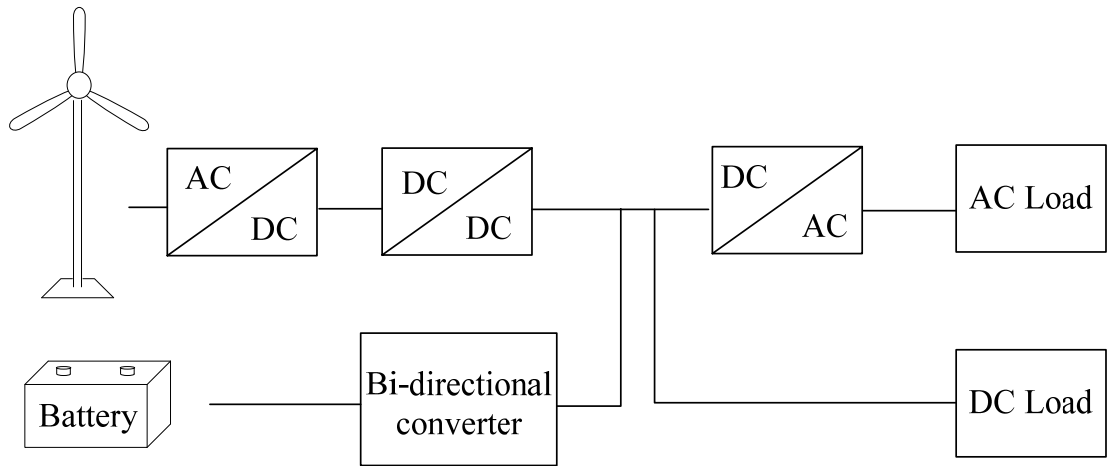 AC
DC
DC
DC
DC
AC
AC Load
Battery
Bi-directional
converter
DC Load